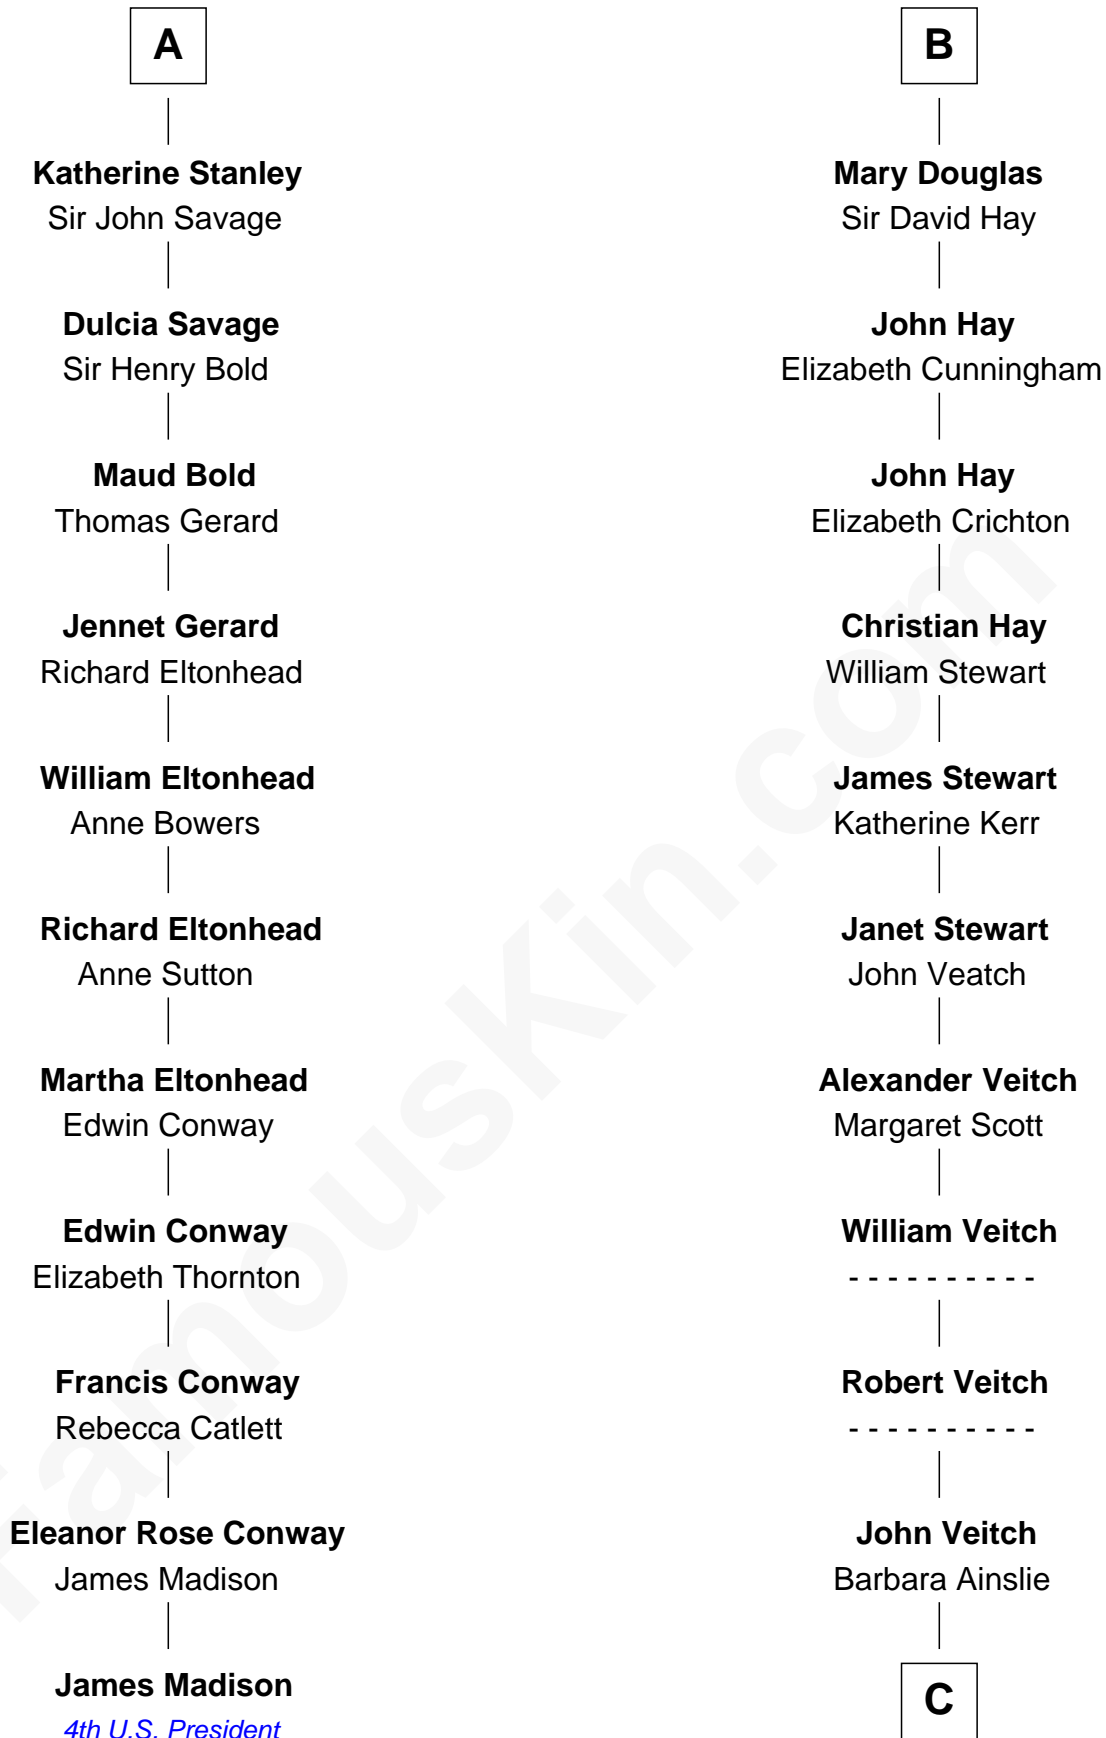 A
Katherine Stanley
Sir John Savage
Dulcia Savage
Sir Henry Bold
Maud Bold
Thomas Gerard
Jennet Gerard
Richard Eltonhead
William Eltonhead
Anne Bowers
Richard Eltonhead
Anne Sutton
Martha Eltonhead
Edwin Conway
Edwin Conway
Elizabeth Thornton
Francis Conway
Rebecca Catlett
Eleanor Rose Conway
James Madison
James Madison
4th U.S. President
B
Mary Douglas
Sir David Hay
John Hay
Elizabeth Cunningham
John Hay
Elizabeth Crichton
Christian Hay
William Stewart
James Stewart
Katherine Kerr
Janet Stewart
John Veatch
Alexander Veitch
Margaret Scott
William Veitch
- - - - - - - - - -
Robert Veitch
- - - - - - - - - -
John Veitch
Barbara Ainslie
C
FamousKin.com